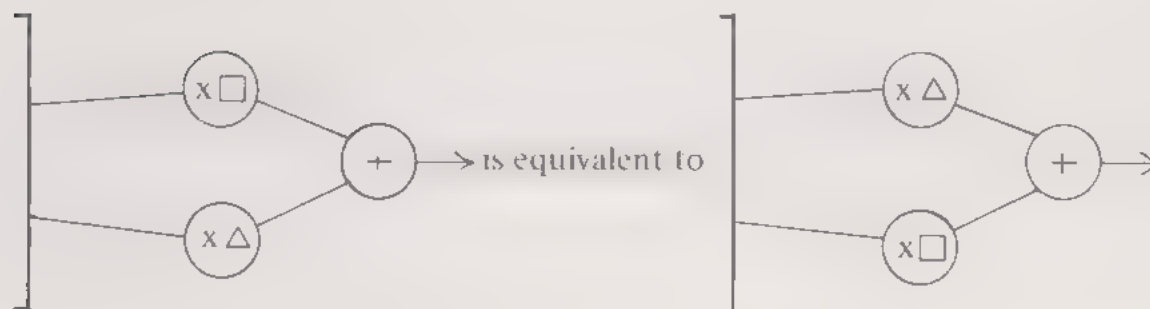 x □ x △
+ is equivalent to +
x △ x □